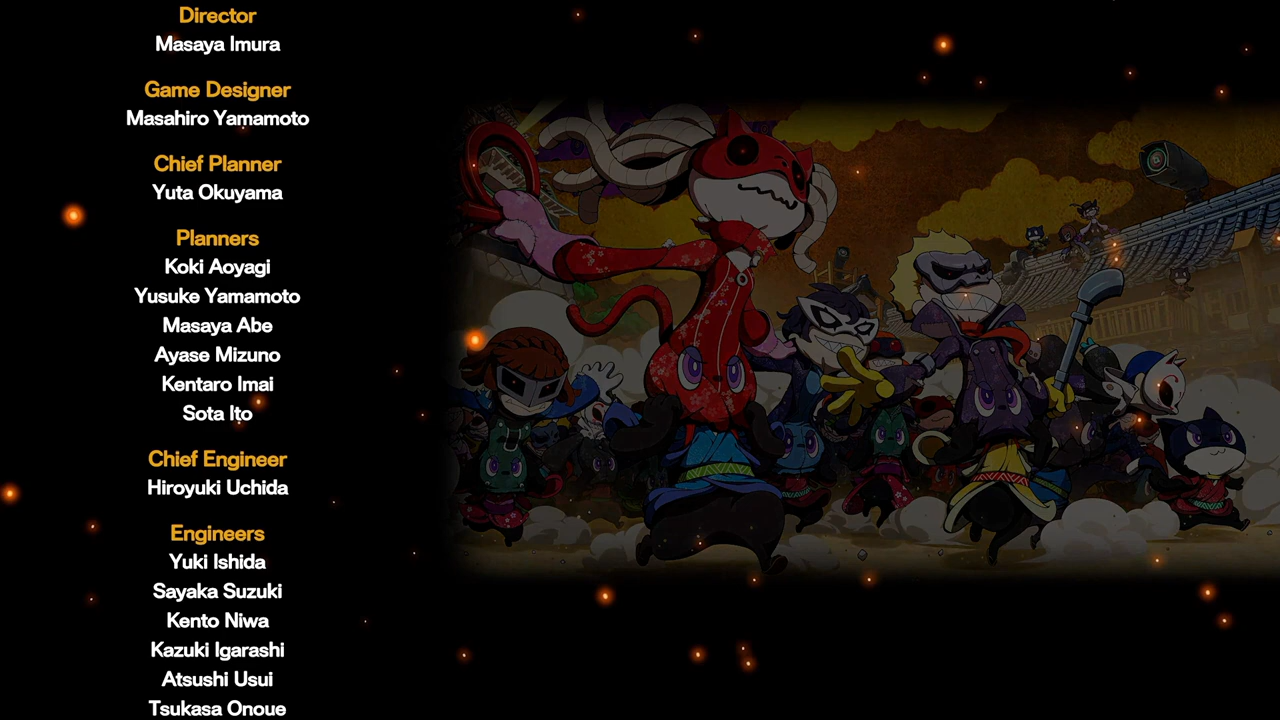 Director
Masaya Imura
Game Designer
Masahiro Yamamoto
Chief Planner
Yuta Okuyama
Planners
Koki Aoyagi
Yusuke Yamamoto
Masaya Abe
Ayase Mizuno
Kentaro Imai
Sota Ito
Chief Engineer
Hiroyuki Uchida
Engineers
Yuki Ishida
Sayaka Suzuki
Kento Niwa
Kazuki Igarashi
Atsushi Usui
Tsukasa Onoue